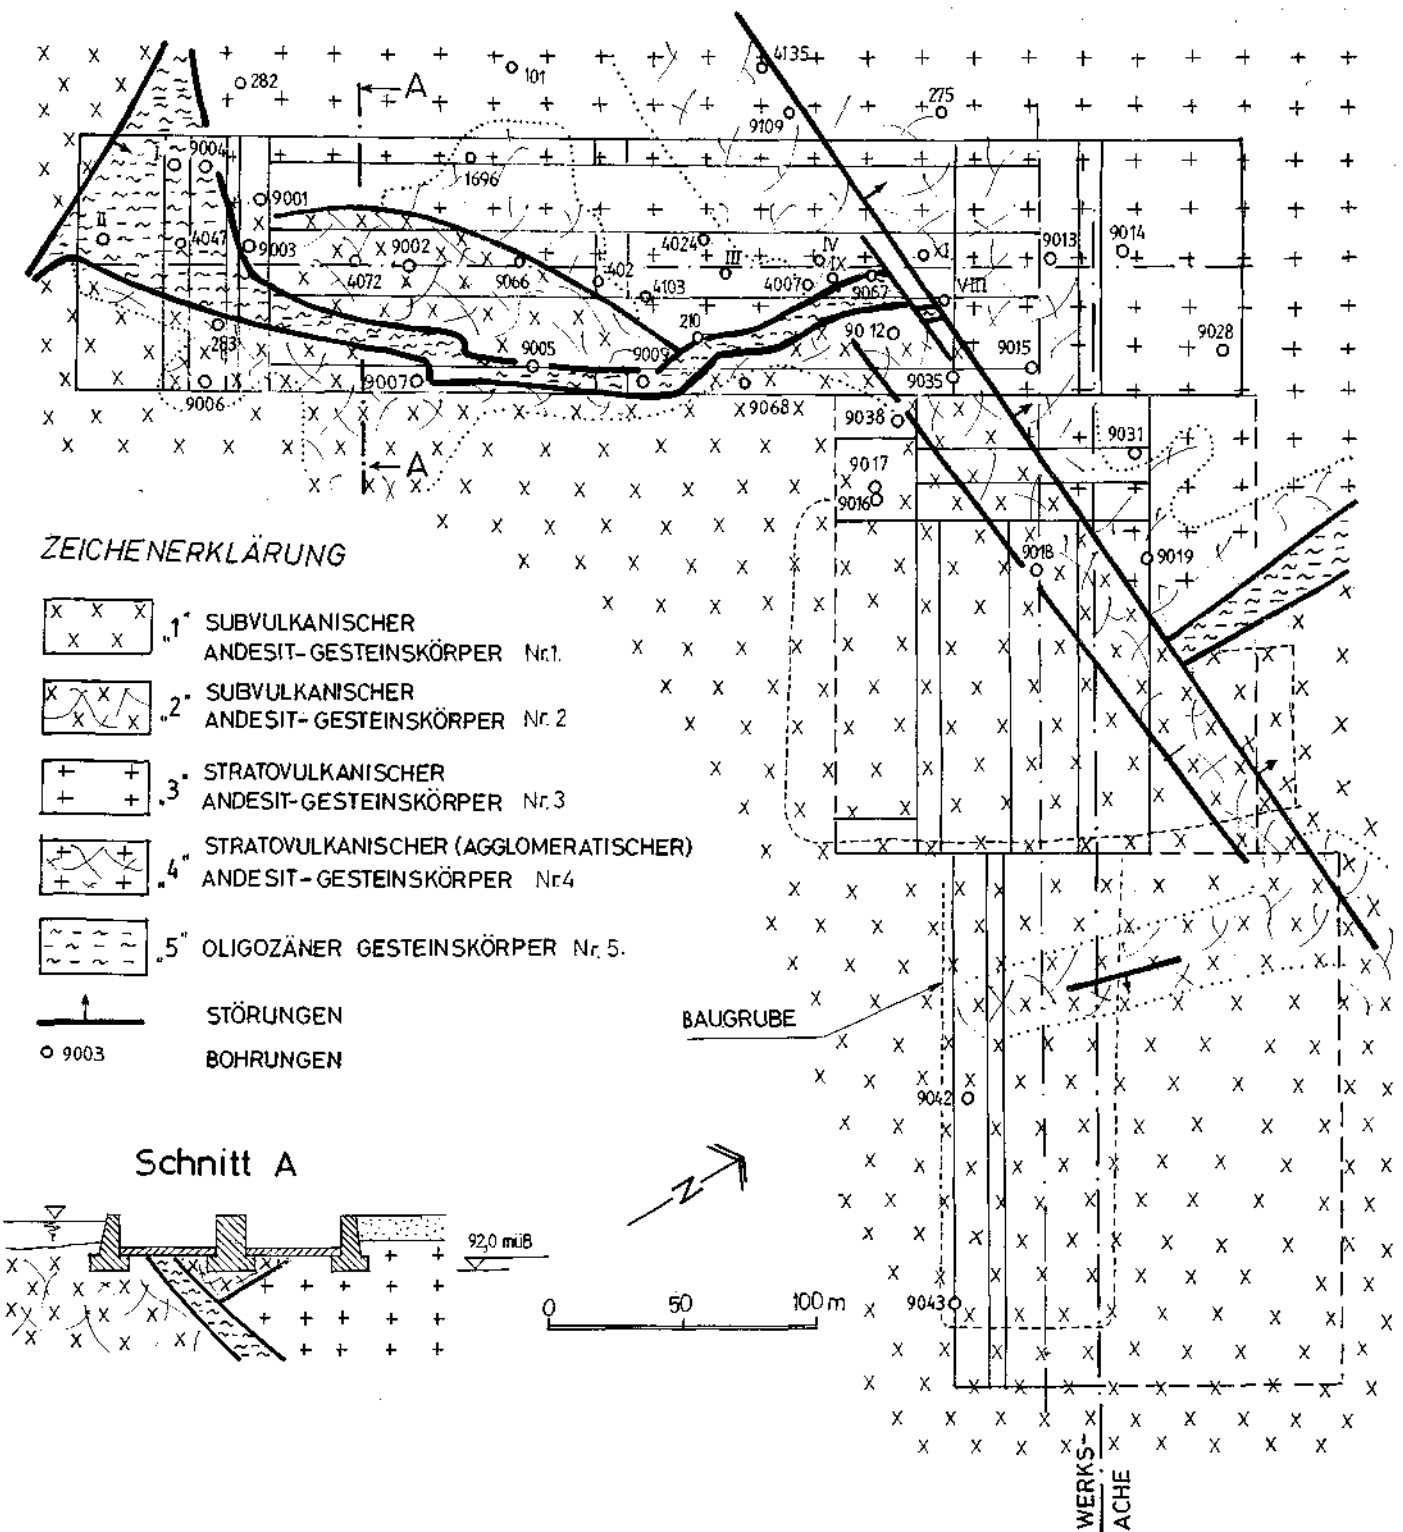 4135
101
282
A
9109
275
9004
I
1696
9001
II
4047
9003
9002
4024
IV
XI
9013
9014
4072
9066
402
III
IX
4103
4007
9067
VIII
210
9012
9028
283
9005
9009
9015
9007
9035
9006
9068
9038
9031
A
9017
9016
9018
9019
ZEICHENERKLÄRUNG
„1" SUBVULKANISCHER
ANDESIT-GESTEINSKÖRPER Nr.1.
„2" SUBVULKANISCHER
ANDESIT-GESTEINSKÖRPER Nr. 2
„3" STRATOVULKANISCHER
ANDESIT-GESTEINSKÖRPER Nr. 3
„4" STRATOVULKANISCHER (AGGLOMERATISCHER)
ANDESIT-GESTEINSKÖRPER Nr.4
„5" OLIGOZÄNER GESTEINSKÖRPER Nr. 5.
STÖRUNGEN
9003 BOHRUNGEN
BAUGRUBE
9042
Schnitt A
N
92,0 müB
0 50 100 m
9043
WERKS-
ACHE